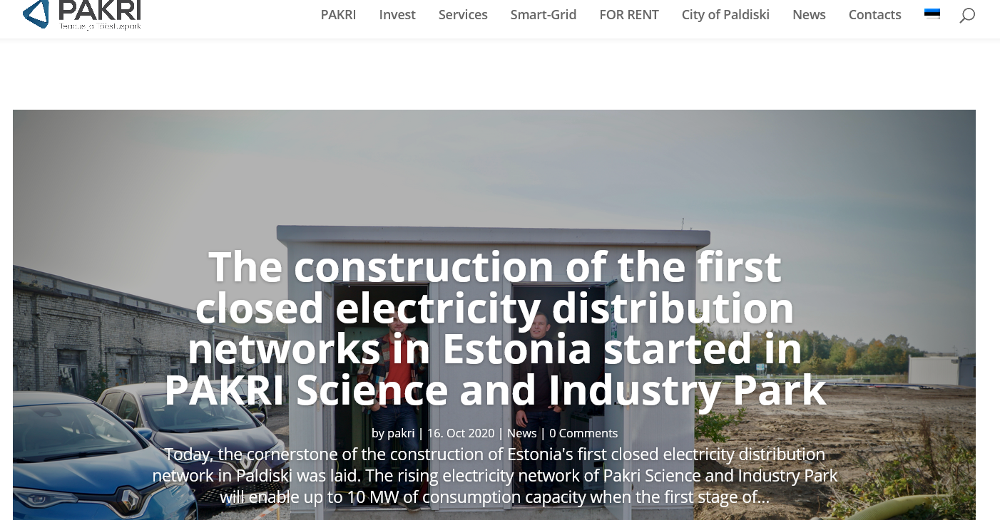 PAKRI
Teadus ja Tööstuspark
PAKRI Invest Services Smart-Grid FOR RENT City of Paldiski News Contacts
The construction of the first
closed electricity distribution
networks in Estonia started in
PAKRI Science and Industry Park
by pakri | 16. Oct 2020 | News | 0 Comments
Today, the cornerstone of the construction of Estonia's first closed electricity distribution
network in Paldiski was laid. The rising electricity network of Pakri Science and Industry Park
will enable up to 10 MW of consumption capacity when the first stage of...